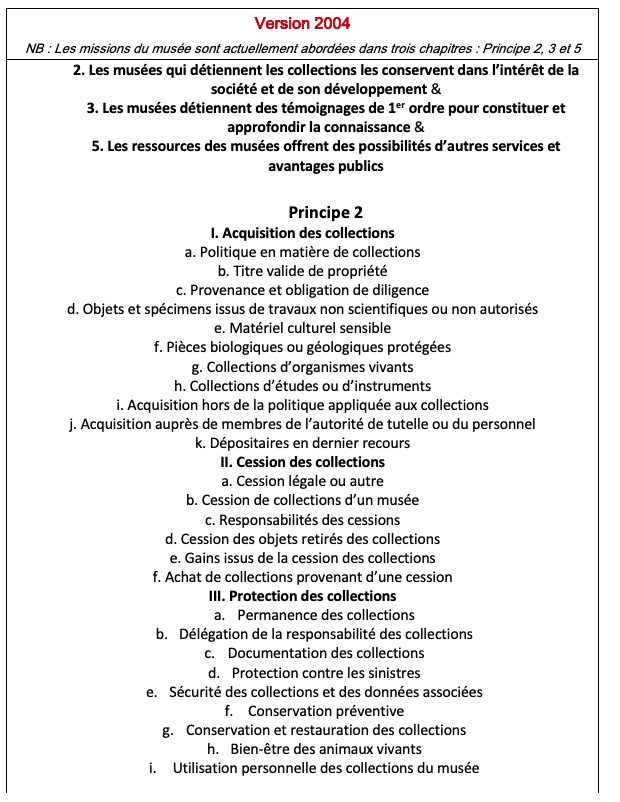 Version 2004
NB : Les missions du musée sont actuellement abordées dans trois chapitres : Principe 2, 3 et 5
2. Les musées qui détiennent les collections les conservent dans l’intérêt de la
société et de son développement &
3. Les musées détiennent des témoignages de 1er ordre pour constituer et
approfondir la connaissance &
5. Les ressources des musées offrent des possibilités d’autres services et
avantages publics
Principe 2
I. Acquisition des collections
a. Politique en matière de collections
b. Titre valide de propriété
c. Provenance et obligation de diligence
d. Objets et spécimens issus de travaux non scientifiques ou non autorisés
e. Matériel culturel sensible
f. Pièces biologiques ou géologiques protégées
g. Collections d’organismes vivants
h. Collections d’études ou d’instruments
i. Acquisition hors de la politique appliquée aux collections
j. Acquisition auprès de membres de l’autorité de tutelle ou du personnel
k. Dépositaires en dernier recours
II. Cession des collections
a. Cession légale ou autre
b. Cession de collections d’un musée
c. Responsabilités des cessions
d. Cession des objets retirés des collections
e. Gains issus de la cession des collections
f. Achat de collections provenant d’une cession
III. Protection des collections
a. Permanence des collections
b. Délégation de la responsabilité des collections
c. Documentation des collections
d. Protection contre les sinistres
e. Sécurité des collections et des données associées
f. Conservation préventive
g. Conservation et restauration des collections
h. Bien-être des animaux vivants
i. Utilisation personnelle des collections du musée